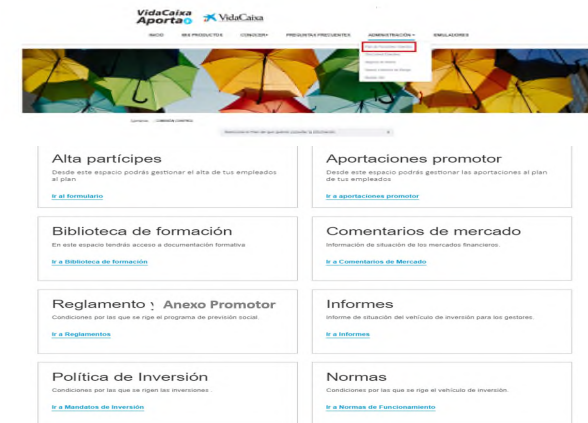 VidaCaixa
Aporta
VidaCaixa
INICIO MIS PRODUCTOS CONOCER PREGUNTAS FRECUENTES ADMINISTRACIÓN EMULADORES
Alta partícipes
Desde este espacio podrás gestionar el alta de tus empleados
al plan
Ir al formulario
Aportaciones promotor
Desde este espacio podrás gestionar las aportaciones al plan
de tus empleados
Ir a aportaciones promotor
Biblioteca de formación
En este espacio tendrás acceso a documentación formativa
Ir a Biblioteca de formación
Comentarios de mercado
Información de situación de los mercados financieros.
Ir a Comentarios de Mercado
Reglamento y Anexo Promotor
Condiciones por las que se rige el programa de previsión social.
Ir a Reglamentos
Informes
Informe de situación del vehículo de inversión para los gestores.
Ir a Informes
Política de Inversión
Condiciones por las que se rigen las inversiones
Ir a Mandatos de Inversión
Normas
Condiciones por las que se rige el vehículo de inversión.
Ir a Normas de Funcionamiento